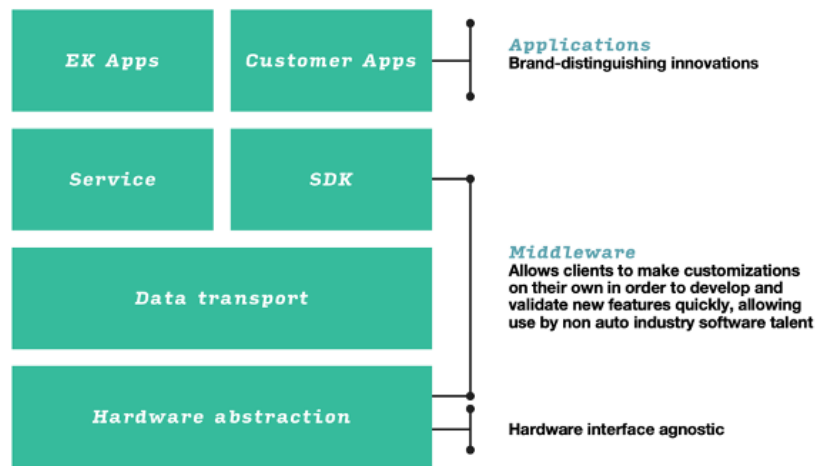 EK Apps
Customer Apps
Applications
Brand-distinguishing innovations
Service
SDK
Middleware
Allows clients to make customizations
on their own in order to develop and
validate new features quickly, allowing
use by non auto industry software talent
Data transport
Hardware abstraction
Hardware interface agnostic